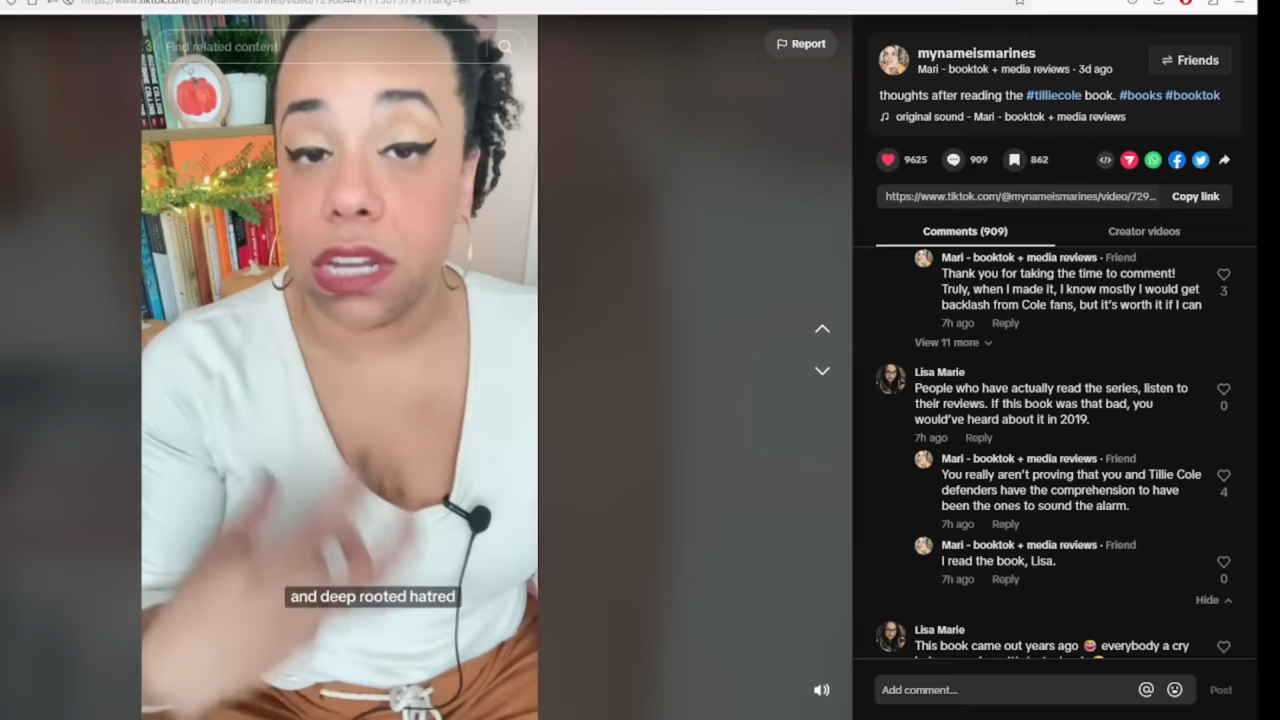 Find related content
Report
and deep rooted hatred
mynameismarines
Mari - booktok + media reviews · 3d ago
Friends
thoughts after reading the #tilliecole book. #books #booktok
original sound - Mari - booktok + media reviews
9625
909
862
https://www.tiktok.com/@mynameismarines/video/729...
Copy link
Comments (909)
Creator videos
Mari - booktok + media reviews · Friend
Thank you for taking the time to comment!
Truly, when I made it, I know mostly I would get
backlash from Cole fans, but it's worth it if I can
3
7h ago Reply
View 11 more
Lisa Marie
People who have actually read the series, listen to
their reviews. If this book was that bad, you
would've heard about it in 2019.
0
7h ago Reply
Mari - booktok + media reviews · Friend
You really aren't proving that you and Tillie Cole
defenders have the comprehension to have
been the ones to sound the alarm.
4
7h ago Reply
Mari - booktok + media reviews · Friend
I read the book, Lisa.
0
7h ago Reply
Hide
Lisa Marie
This book came out years ago 😂 everybody a cry
Add comment...
Post